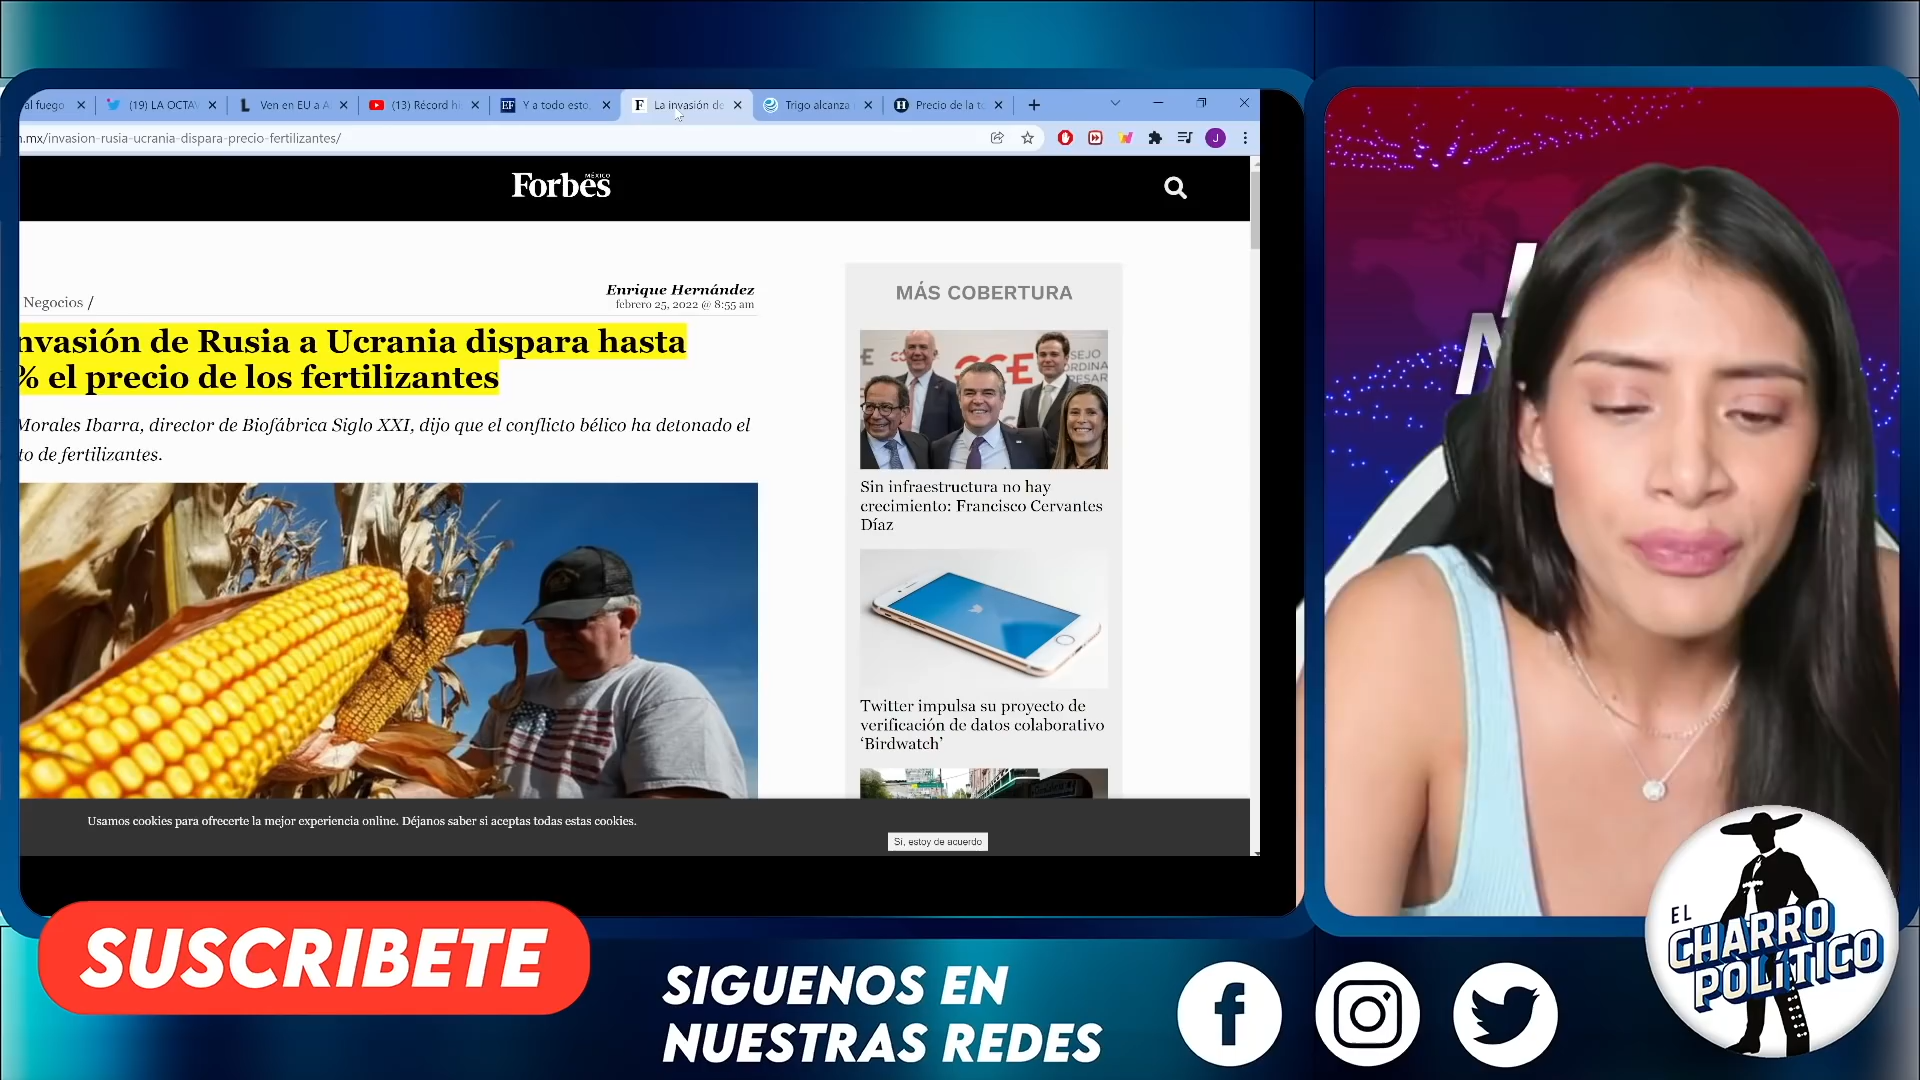 al fuego
(19) LA OCTAV
Ven en EU a A
(13) Récord hi
EF
Y a todo esto
F
La invasión de
Trigo alcanza
H
Precio de la to
.mx/invasion-rusia-ucrania-dispara-precio-fertilizantes/
J
Forbes
MÉXICO
Negocios /
Enrique Hernández
febrero 25, 2022 @ 8:55 am
nvasión de Rusia a Ucrania dispara hasta
% el precio de los fertilizantes
Morales Ibarra, director de Biofábrica Siglo XXI, dijo que el conflicto bélico ha detonado el
to de fertilizantes.
MÁS COBERTURA
CGE
Sin infraestructura no hay
crecimiento: Francisco Cervantes
Díaz
Twitter impulsa su proyecto de
verificación de datos colaborativo
‘Birdwatch’
Usamos cookies para ofrecerte la mejor experiencia online. Déjanos saber si aceptas todas estas cookies.
Sí, estoy de acuerdo
SUSCRIBETE
SIGUENOS EN
NUESTRAS REDES
EL
CHARRO
POLÍTICO